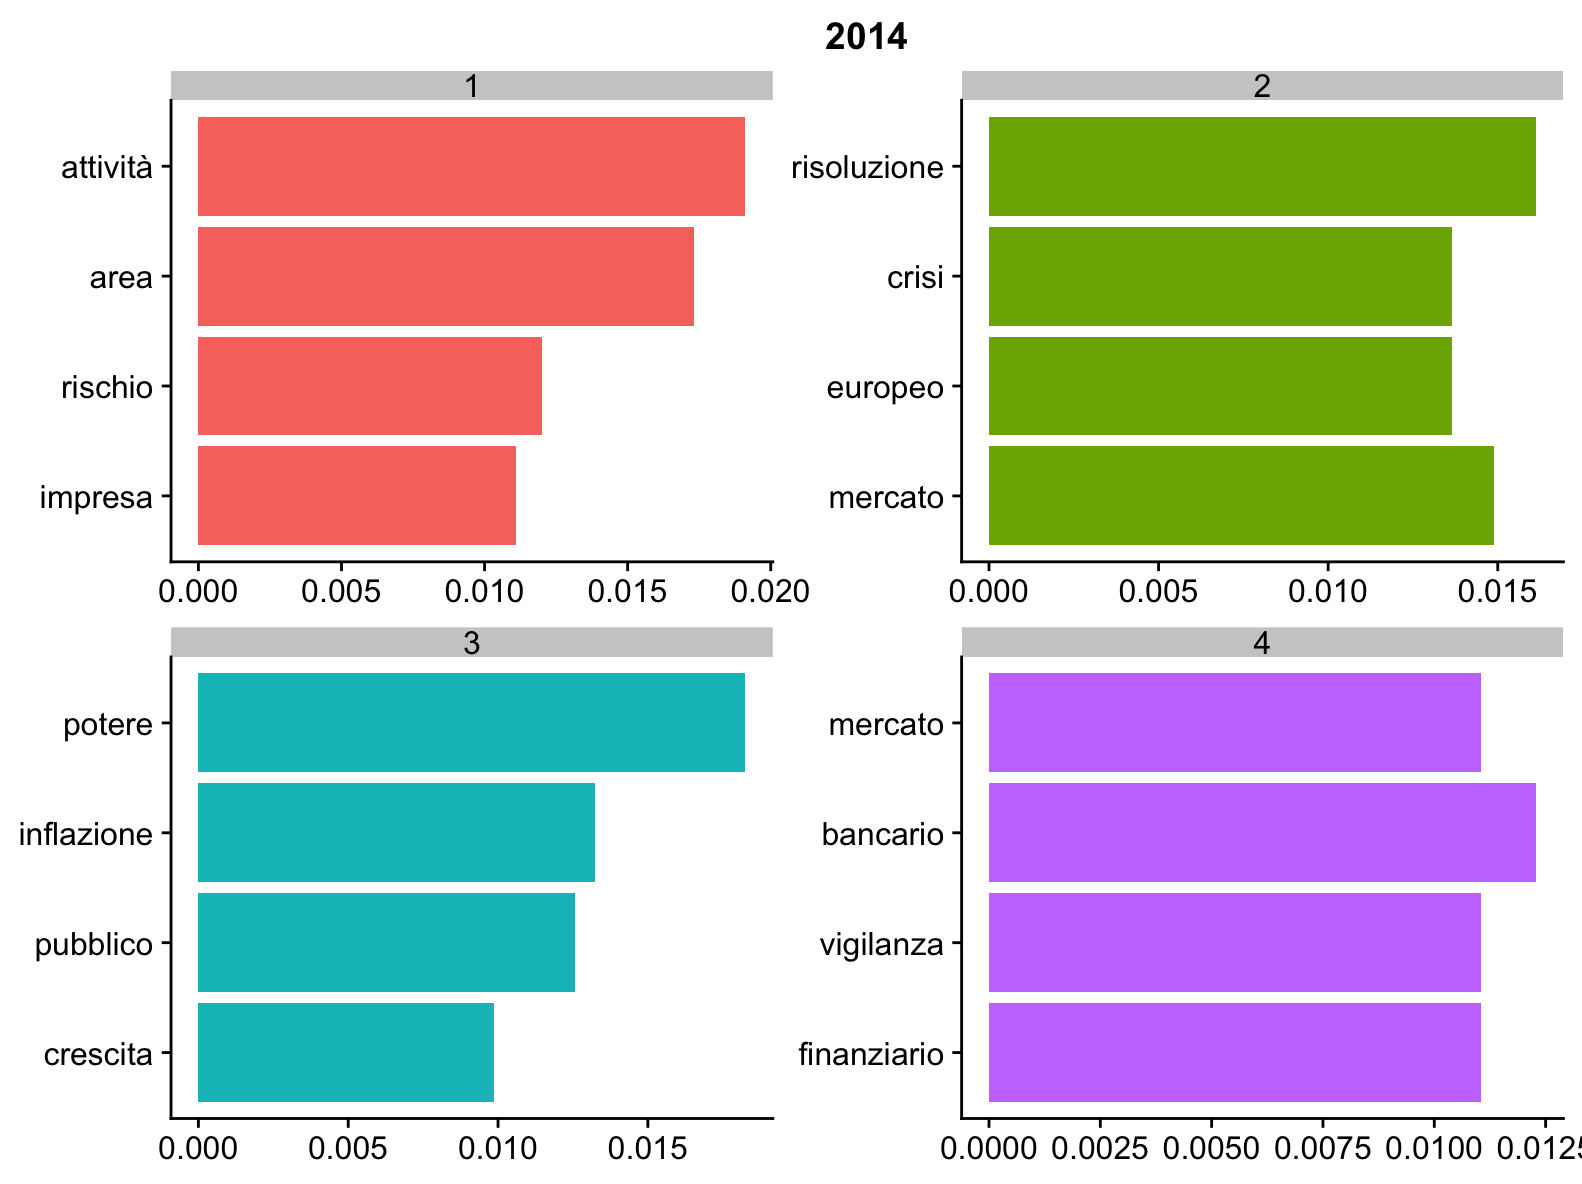 2014
1
attività
area
rischio
impresa
0.000 0.005 0.010 0.015 0.020
2
risoluzione
crisi
europeo
mercato
0.000 0.005 0.010 0.015
3
potere
inflazione
pubblico
crescita
0.000 0.005 0.010 0.015
4
mercato
bancario
vigilanza
finanziario
0.0000 0.0025 0.0050 0.0075 0.0100 0.0125